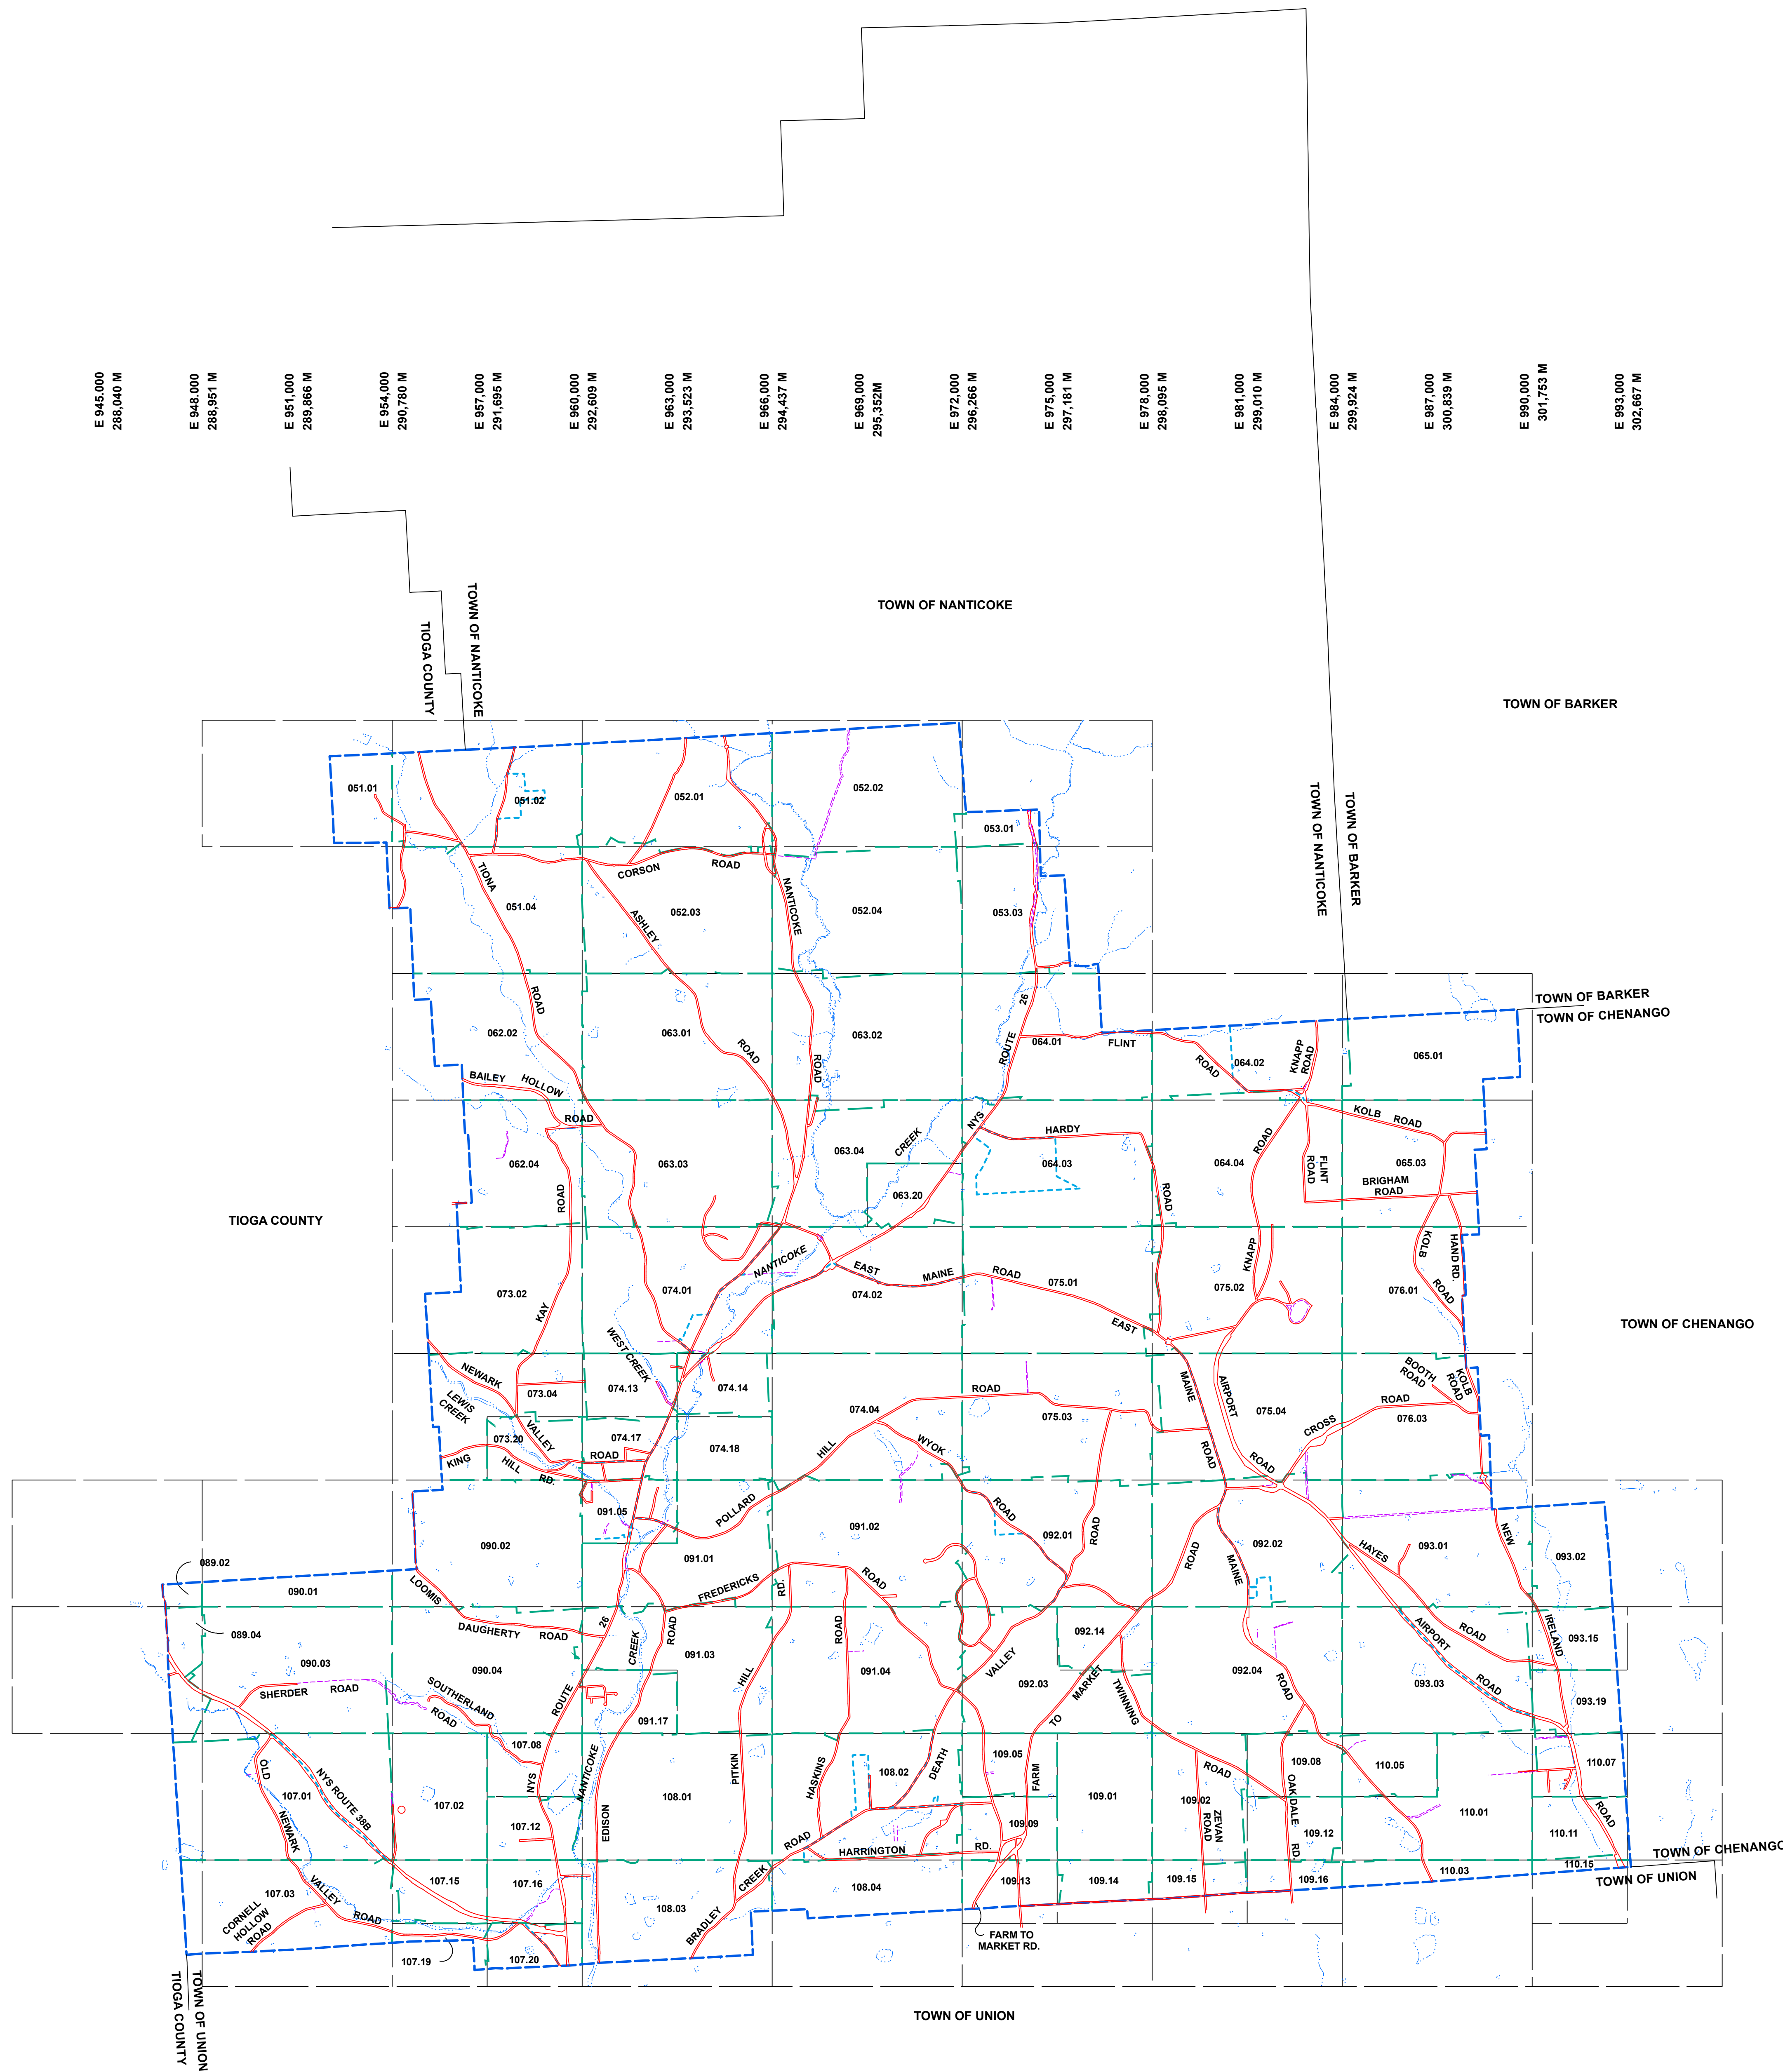 E 945,000
288,040 M
E 948,000
288,951 M
E 951,000
289,866 M
E 954,000
290,780 M
E 957,000
291,695 M
E 960,000
292,609 M
E 963,000
293,523 M
E 966,000
294,437 M
E 969,000
295,352M
E 972,000
296,266 M
E 975,000
297,181 M
E 978,000
298,095 M
E 981,000
299,010 M
E 984,000
299,924 M
E 987,000
300,839 M
E 990,000
301,753 M
E 993,000
302,667 M
TOWN OF NANTICOKE
TIOGA COUNTY
TOWN OF NANTICOKE
TOWN OF BARKER
TOWN OF NANTICOKE
TOWN OF BARKER
051.01
051.02
052.01
052.02
053.01
TIONA
CORSON
ROAD
NANTICOKE
051.04
ASHLEY
052.03
052.04
053.03
ROAD
26
TOWN OF BARKER
TOWN OF CHENANGO
062.02
063.01
ROAD
063.02
ROAD
ROUTE
064.01
FLINT
ROAD
064.02
KNAPP
ROAD
065.01
BAILEY
HOLLOW
ROAD
NYS
HARDY
KOLB
ROAD
062.04
063.03
063.04
CREEK
064.03
064.04
ROAD
FLINT
ROAD
065.03
BRIGHAM
ROAD
ROAD
063.20
ROAD
TIOGA COUNTY
NANTICOKE
EAST
MAINE
ROAD
075.01
KNAPP
075.02
KOLB
ROAD
HAND RD.
076.01
073.02
KAY
074.01
074.02
EAST
TOWN OF CHENANGO
WEST CREEK
NEWARK
LEWIS
CREEK
073.04
074.13
074.14
074.04
ROAD
075.03
MAINE
AIRPORT
075.04
BOOTH
ROAD
KOLB
ROAD
ROAD
076.03
CROSS
073.20
VALLEY
074.17
ROAD
074.18
HILL
WYOK
ROAD
ROAD
KING
HILL
RD.
091.05
POLLARD
091.02
ROAD
092.01
ROAD
090.02
091.01
092.02
HAYES
093.01
NEW
093.02
089.02
090.01
LOOMIS
FREDERICKS
RD.
ROAD
ROAD
MAINE
089.04
DAUGHERTY
ROAD
26
CREEK
ROAD
091.03
ROAD
092.14
AIRPORT
ROAD
IRELAND
093.15
090.03
090.04
HILL
091.04
VALLEY
092.03
MARKET
092.04
ROAD
093.03
ROAD
SHERDER
ROAD
SOUTHERLAND
ROAD
ROUTE
091.17
TO
TWINNING
093.19
107.08
OLD
NYS ROUTE 38B
107.01
NYS
NANTICOKE
PITKIN
HASKINS
108.02
DEATH
109.05
FARM
ROAD
109.08
110.05
110.07
107.02
108.01
109.01
109.02
OAKDALE
RD.
110.01
ROAD
NEWARK
107.12
EDISON
ROAD
109.09
ZEVAN
ROAD
109.12
110.11
HARRINGTON
RD.
TOWN OF CHENANGO
TOWN OF UNION
VALLEY
107.03
107.15
107.16
CREEK
108.04
109.13
109.14
109.15
109.16
110.03
110.15
CORNELL
HOLLOW
ROAD
ROAD
108.03
BRADLEY
FARM TO
MARKET RD.
107.19
107.20
TIOGA COUNTY
TOWN OF UNION
TOWN OF UNION